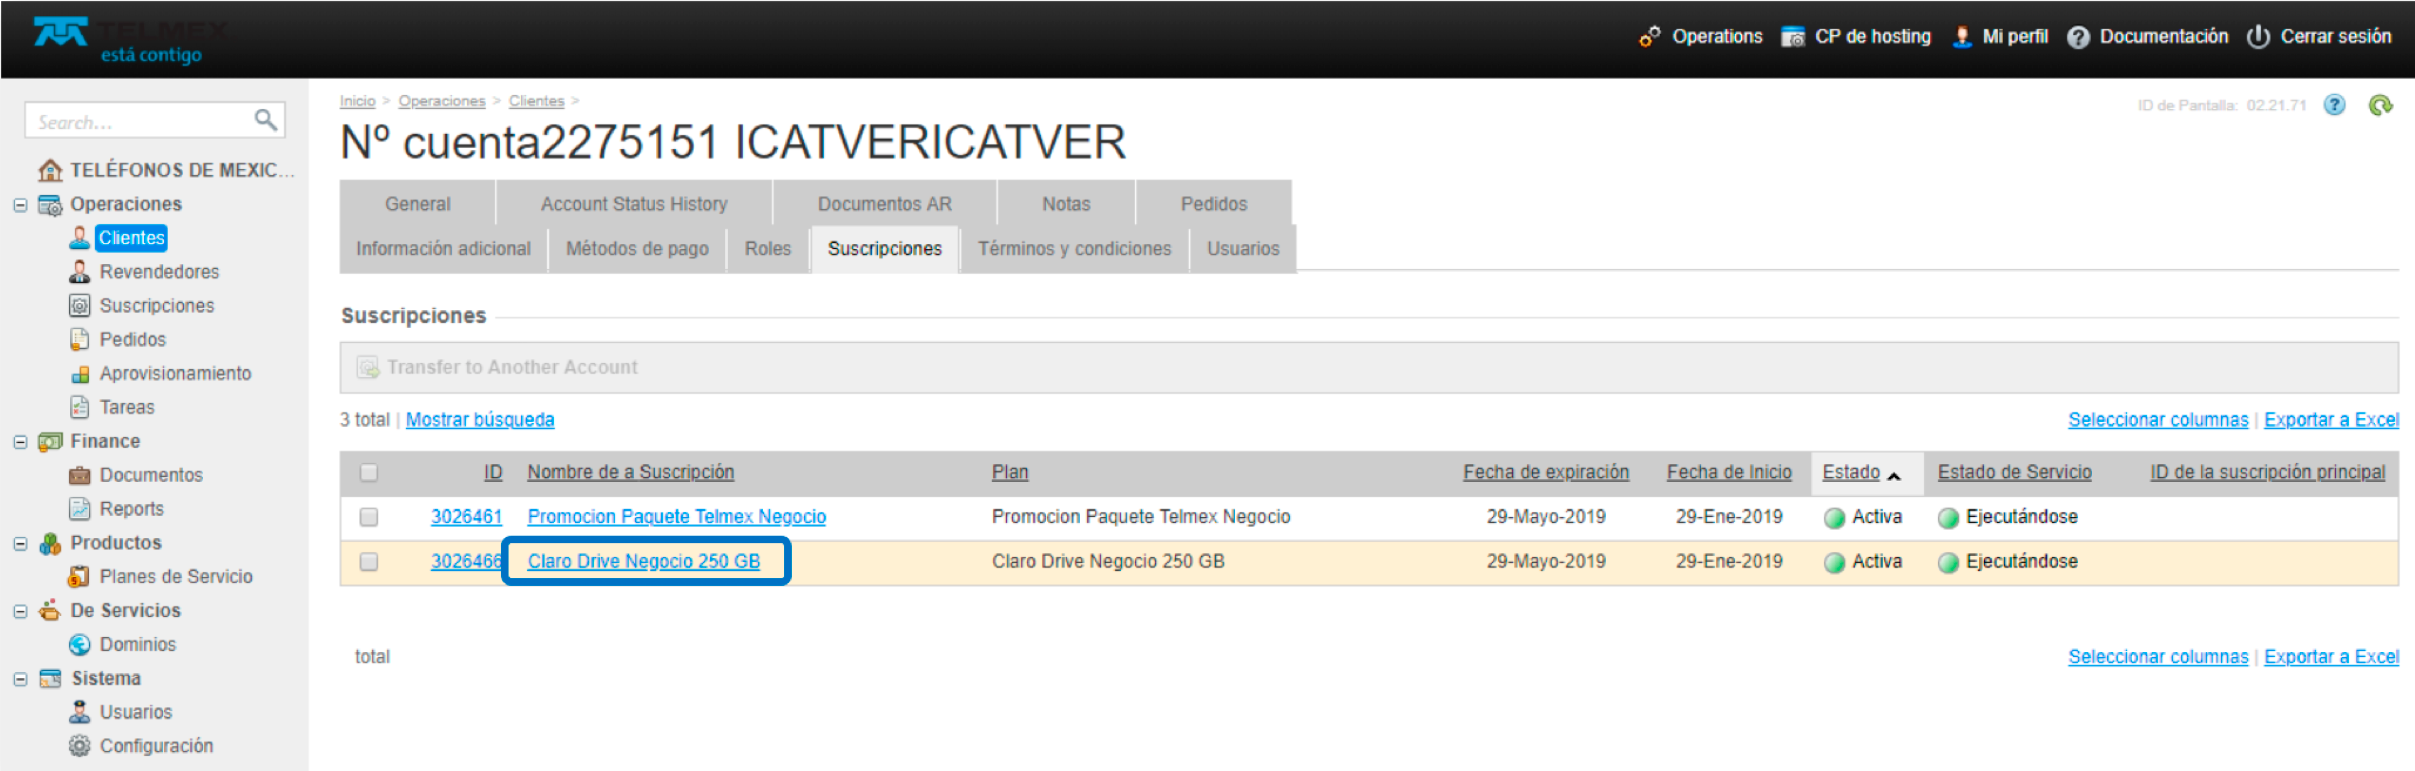 TELMEX
está contigo
Operations CP de hosting Mi perfil Documentación Cerrar sesión
Search...
TELÉFONOS DE MEXIC...
Operaciones
Clientes
Revendedores
Suscripciones
Pedidos
Aprovisionamiento
Tareas
Finance
Documentos
Reports
Productos
Planes de Servicio
De Servicios
Dominios
Sistema
Usuarios
Configuración
Inicio > Operaciones > Clientes >
ID de Pantalla: 02.21.71
Nº cuenta2275151 ICATVERICATVER
General Account Status History Documentos AR Notas Pedidos
Información adicional Métodos de pago Roles Suscripciones Términos y condiciones Usuarios
Suscripciones
Transfer to Another Account
3 total | Mostrar búsqueda
Seleccionar columnas | Exportar a Excel
ID Nombre de a Suscripción Plan Fecha de expiración Fecha de Inicio Estado Estado de Servicio ID de la suscripción principal
3026461 Promocion Paquete Telmex Negocio Promocion Paquete Telmex Negocio 29-Mayo-2019 29-Ene-2019 Activa Ejecutándose
3026466 Claro Drive Negocio 250 GB Claro Drive Negocio 250 GB 29-Mayo-2019 29-Ene-2019 Activa Ejecutándose
total
Seleccionar columnas | Exportar a Excel